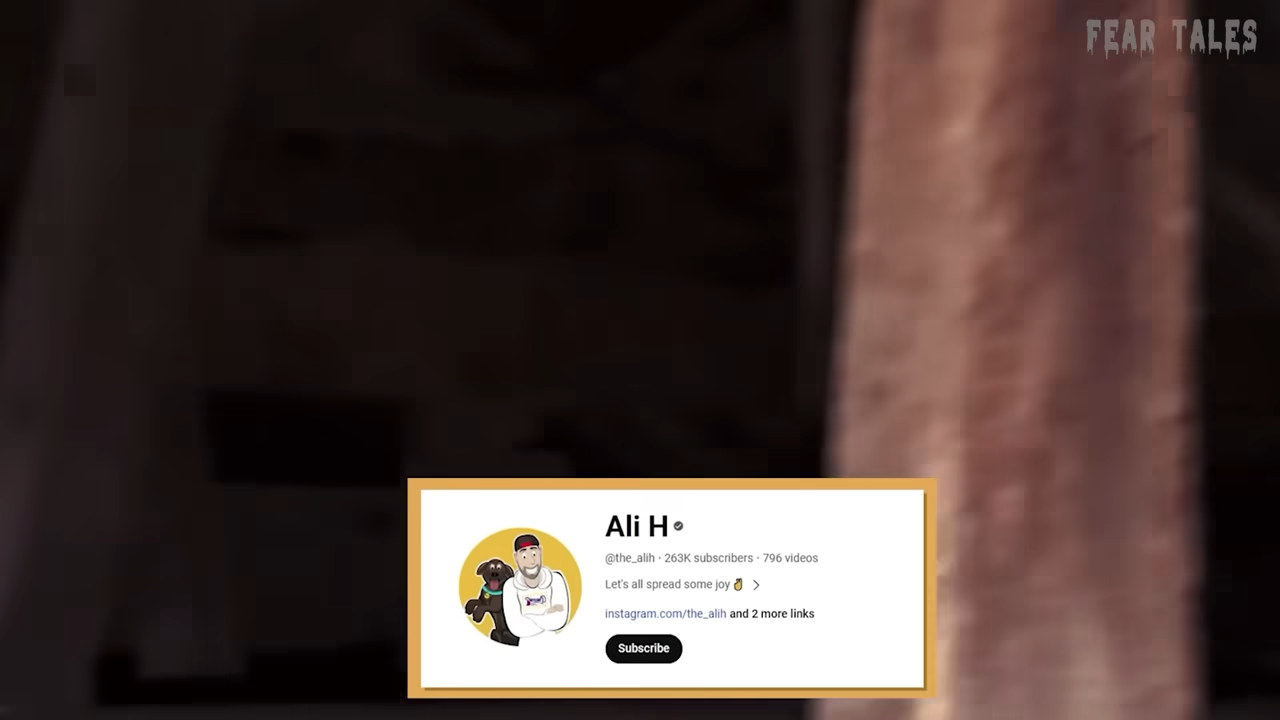 FEAR TALES
Ali H
@the_alih · 263K subscribers · 796 videos
Let's all spread some joy ✌
instagram.com/the_alih and 2 more links
Subscribe